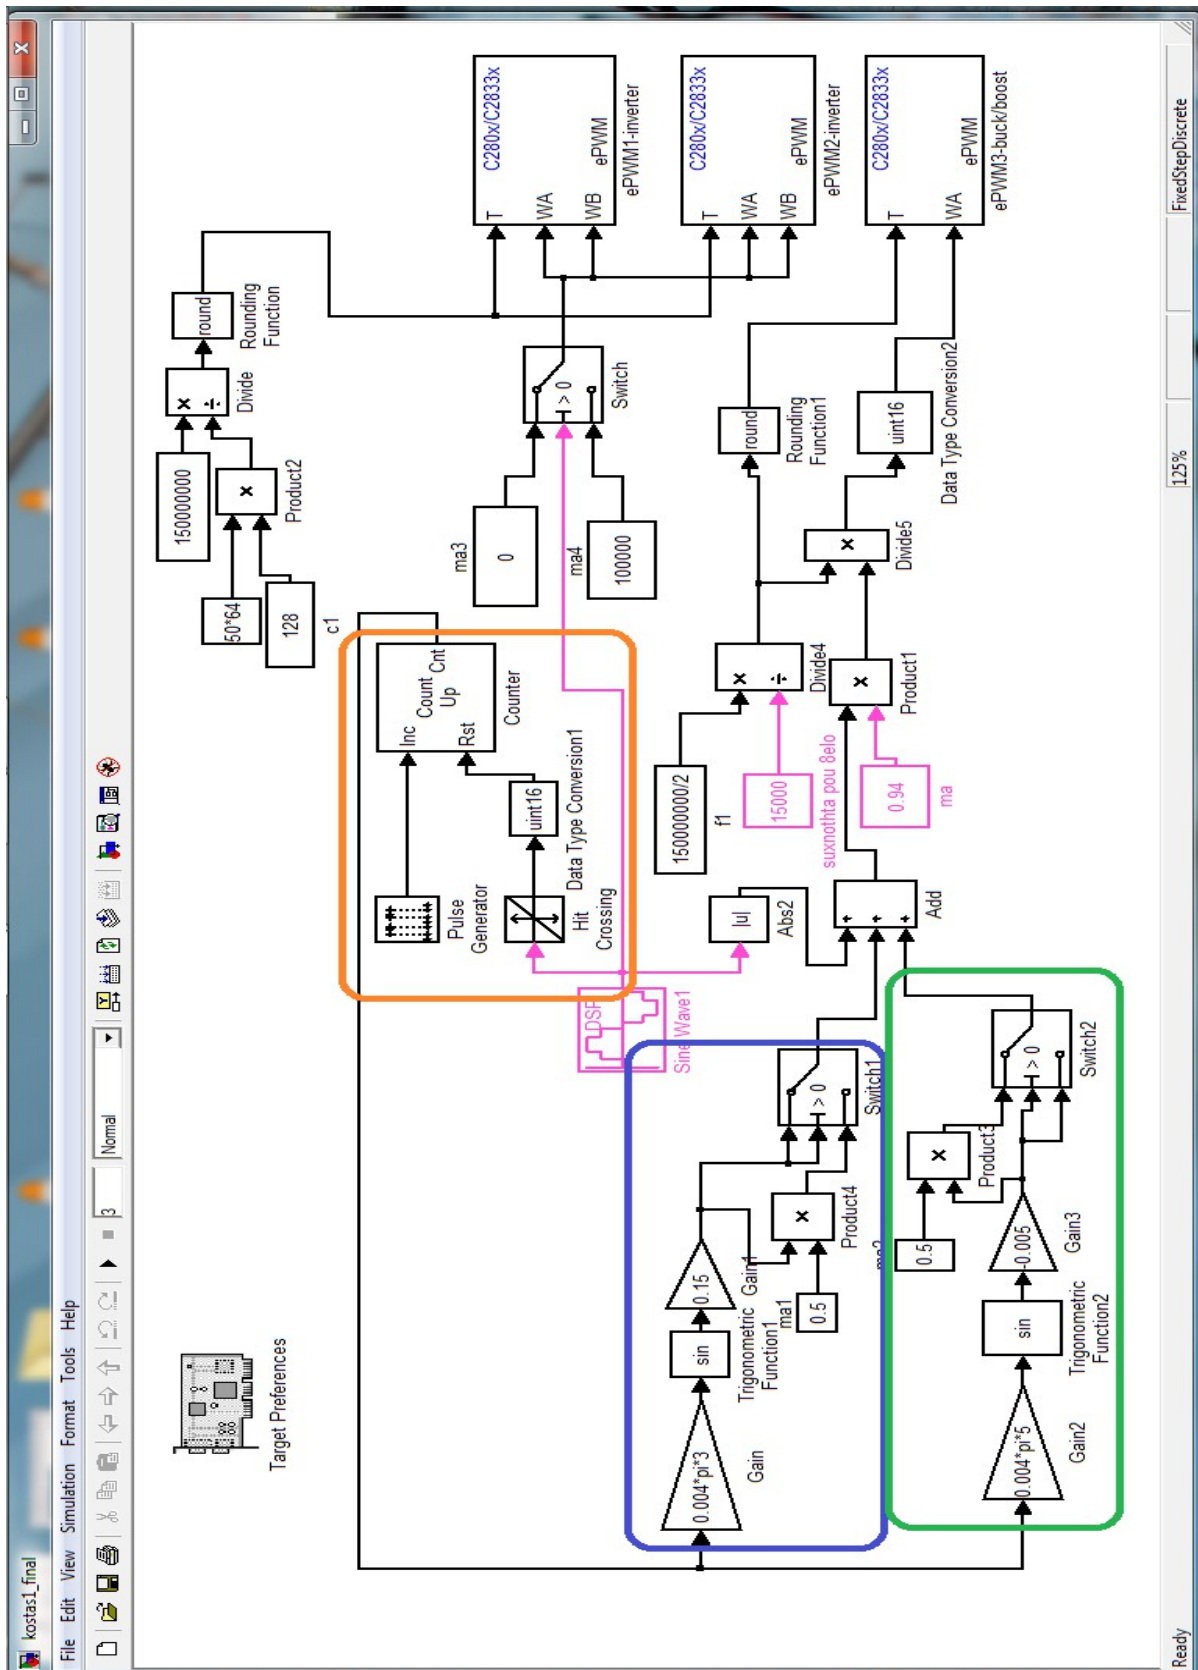 kostas1_final
File Edit View Simulation Format Tools Help
3
Normal
Target Preferences
150000000
50*64
128
c1
Product2
Divide
round
Rounding
Function
C280x/C2833x
T
WA
WB
ePWM
ePWM1-inverter
C280x/C2833x
T
WA
WB
ePWM
ePWM2-inverter
C280x/C2833x
T
WA
ePWM
ePWM3-buck/boost
Pulse
Generator
Inc
Rst
Count
Up
Cnt
Counter
Hit
Crossing
uint16
Data Type Conversion1
ma3
0
ma4
100000
> 0
Switch
DSP
Sine Wave1
|u|
Abs2
150000000/2
f1
15000
suxnothta pou 8elo
Divide4
round
Rounding
Function1
0.94
ma
Product1
Divide5
uint16
Data Type Conversion2
Add
0.004*pi*3
Gain
sin
Trigonometric
Function1
0.15
Gain1
ma1
0.5
Product4
> 0
Switch1
ma2
0.5
Product3
0.004*pi*5
Gain2
sin
Trigonometric
Function2
-0.005
Gain3
> 0
Switch2
Ready
125%
FixedStepDiscrete